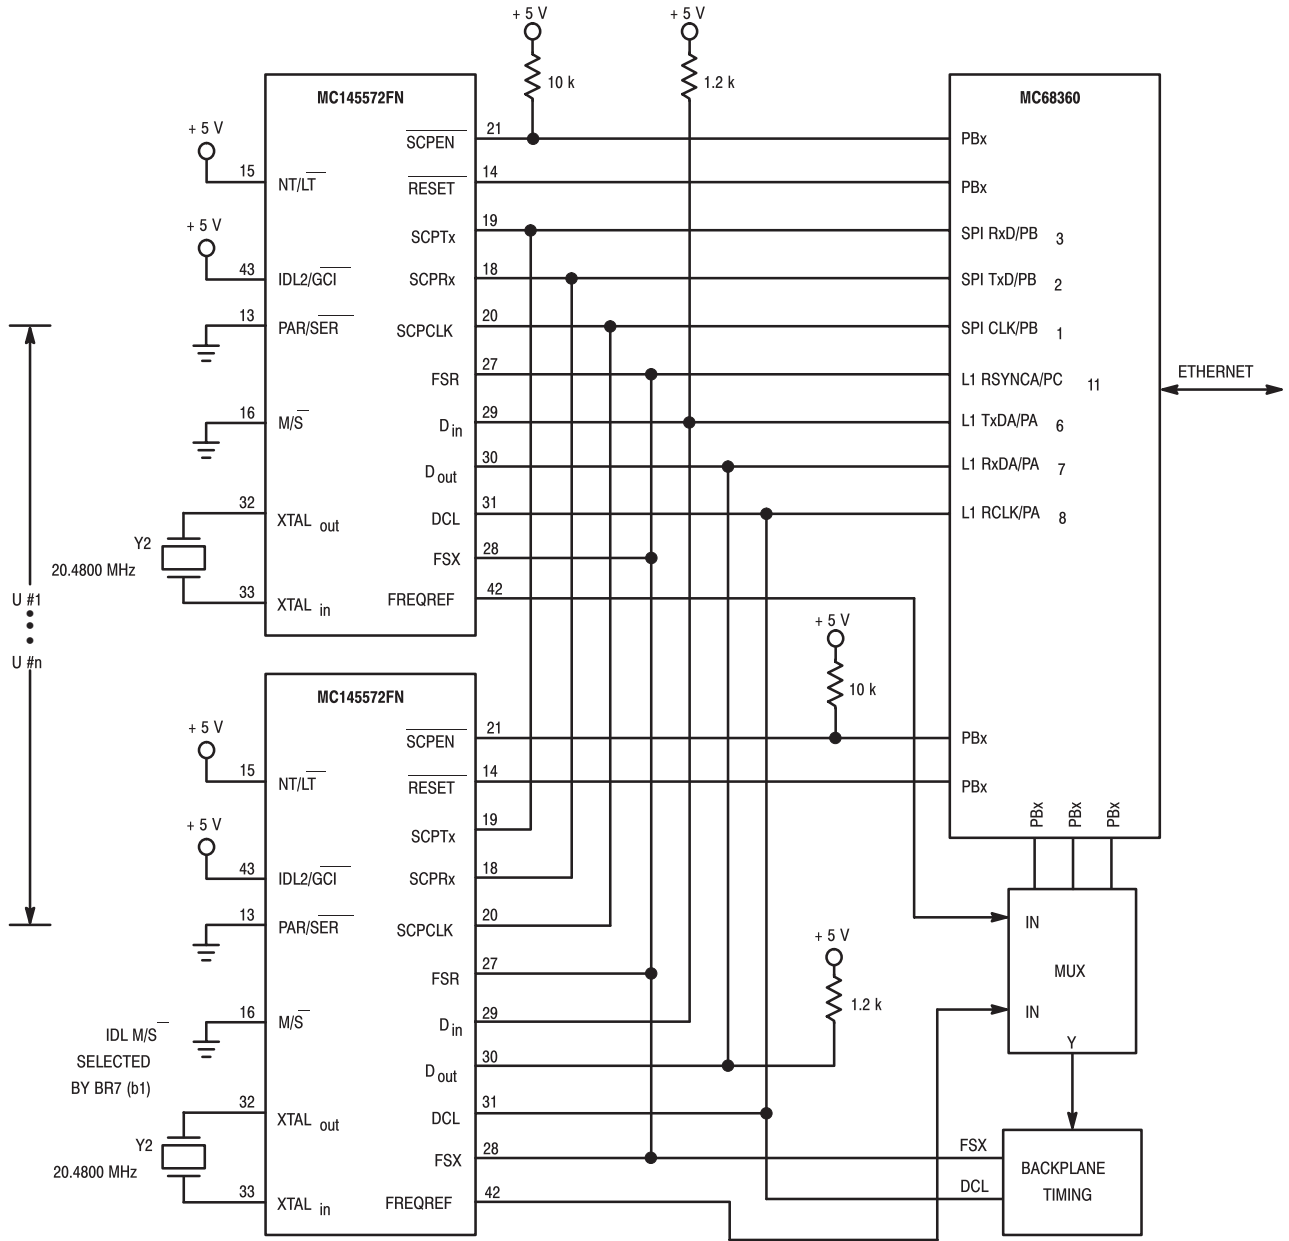 + 5 V
10 k
+ 5 V
1.2 k
MC145572FN
+ 5 V
15
NT/LT
+ 5 V
43
IDL2/GCI
13
PAR/SER
16
M/S
32
XTAL out
Y2
20.4800 MHz
33
XTAL in
SCPEN
21
RESET
14
SCPTx
19
SCPRx
18
SCPCLK
20
FSR
27
D in
29
D out
30
DCL
31
FSX
28
FREQREF
42
MC68360
PBx
PBx
SPI RxD/PB 3
SPI TxD/PB 2
SPI CLK/PB 1
L1 RSYNCA/PC 11
L1 TxDA/PA 6
L1 RxDA/PA 7
L1 RCLK/PA 8
ETHERNET
U #1
U #n
+ 5 V
10 k
PBx
PBx
PBx
PBx
PBx
MC145572FN
+ 5 V
15
NT/LT
+ 5 V
43
IDL2/GCI
13
PAR/SER
16
M/S
IDL M/S
SELECTED
BY BR7 (b1)
32
XTAL out
Y2
20.4800 MHz
33
XTAL in
SCPEN
21
RESET
14
SCPTx
19
SCPRx
18
SCPCLK
20
FSR
27
D in
29
D out
30
DCL
31
FSX
28
FREQREF
42
+ 5 V
1.2 k
IN
MUX
IN
Y
FSX
DCL
BACKPLANE
TIMING